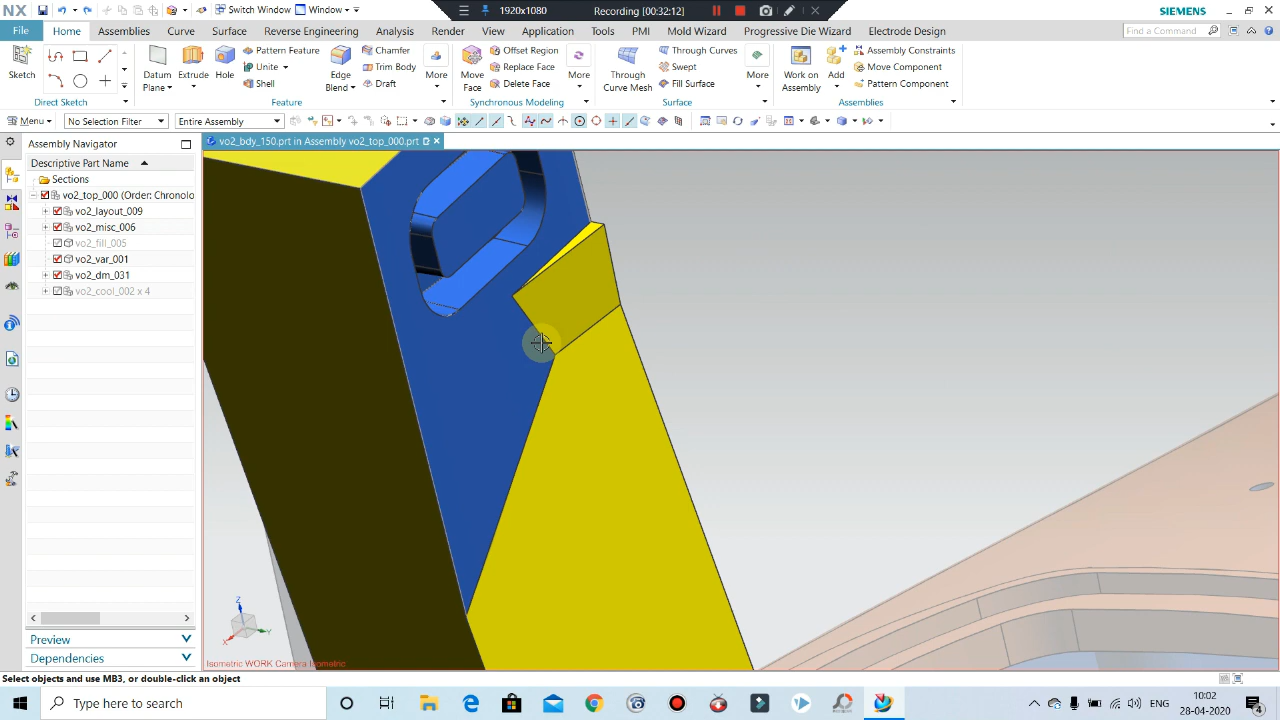 NX
Switch Window
Window
1920x1080
Recording [00:32:12]
SIEMENS
File
Home
Assemblies
Curve
Surface
Reverse Engineering
Analysis
Render
View
Application
Tools
PMI
Mold Wizard
Progressive Die Wizard
Electrode Design
Find a Command
Sketch
Direct Sketch
Datum Plane
Extrude
Hole
Pattern Feature
Unite
Shell
Edge Blend
Chamfer
Trim Body
Draft
More
Feature
Move Face
Offset Region
Replace Face
Delete Face
More
Synchronous Modeling
Through Curve Mesh
Through Curves
Swept
Fill Surface
More
Surface
Work on Assembly
Add
Assembly Constraints
Move Component
Pattern Component
Assemblies
Menu
No Selection Filter
Entire Assembly
Assembly Navigator
vo2_bdy_150.prt in Assembly vo2_top_000.prt
Descriptive Part Name
Sections
vo2_top_000 (Order: Chronolo
vo2_layout_009
vo2_misc_006
vo2_fill_005
vo2_var_001
vo2_dm_031
vo2_cool_002 x 4
Z
X
Y
Preview
Dependencies
Isometric WORK Camera Isometric
Select objects and use MB3, or double-click an object
Type here to search
ENG
10:02
28-04-2020
4